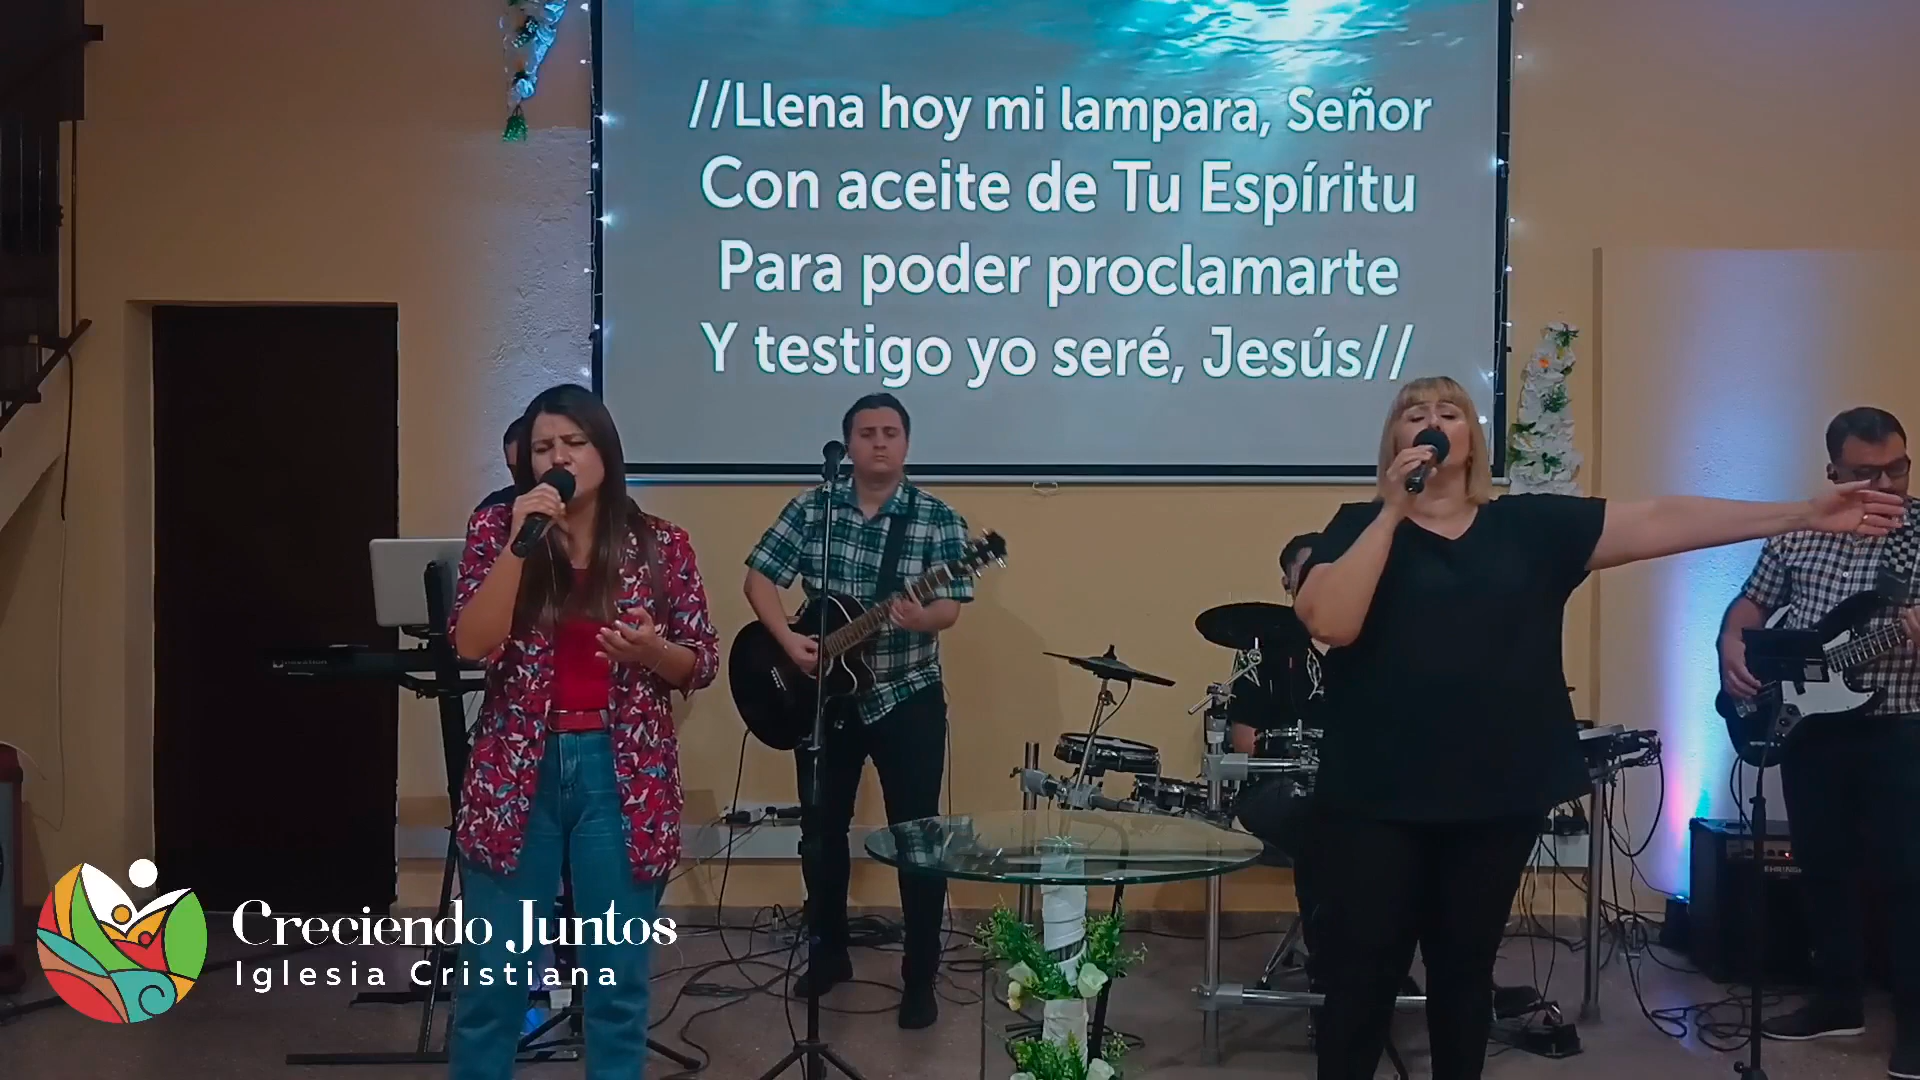 //Llena hoy mi lampara, Señor
Con aceite de Tu Espíritu
Para poder proclamarte
Y testigo yo seré, Jesús//
Creciendo Juntos
Iglesia Cristiana